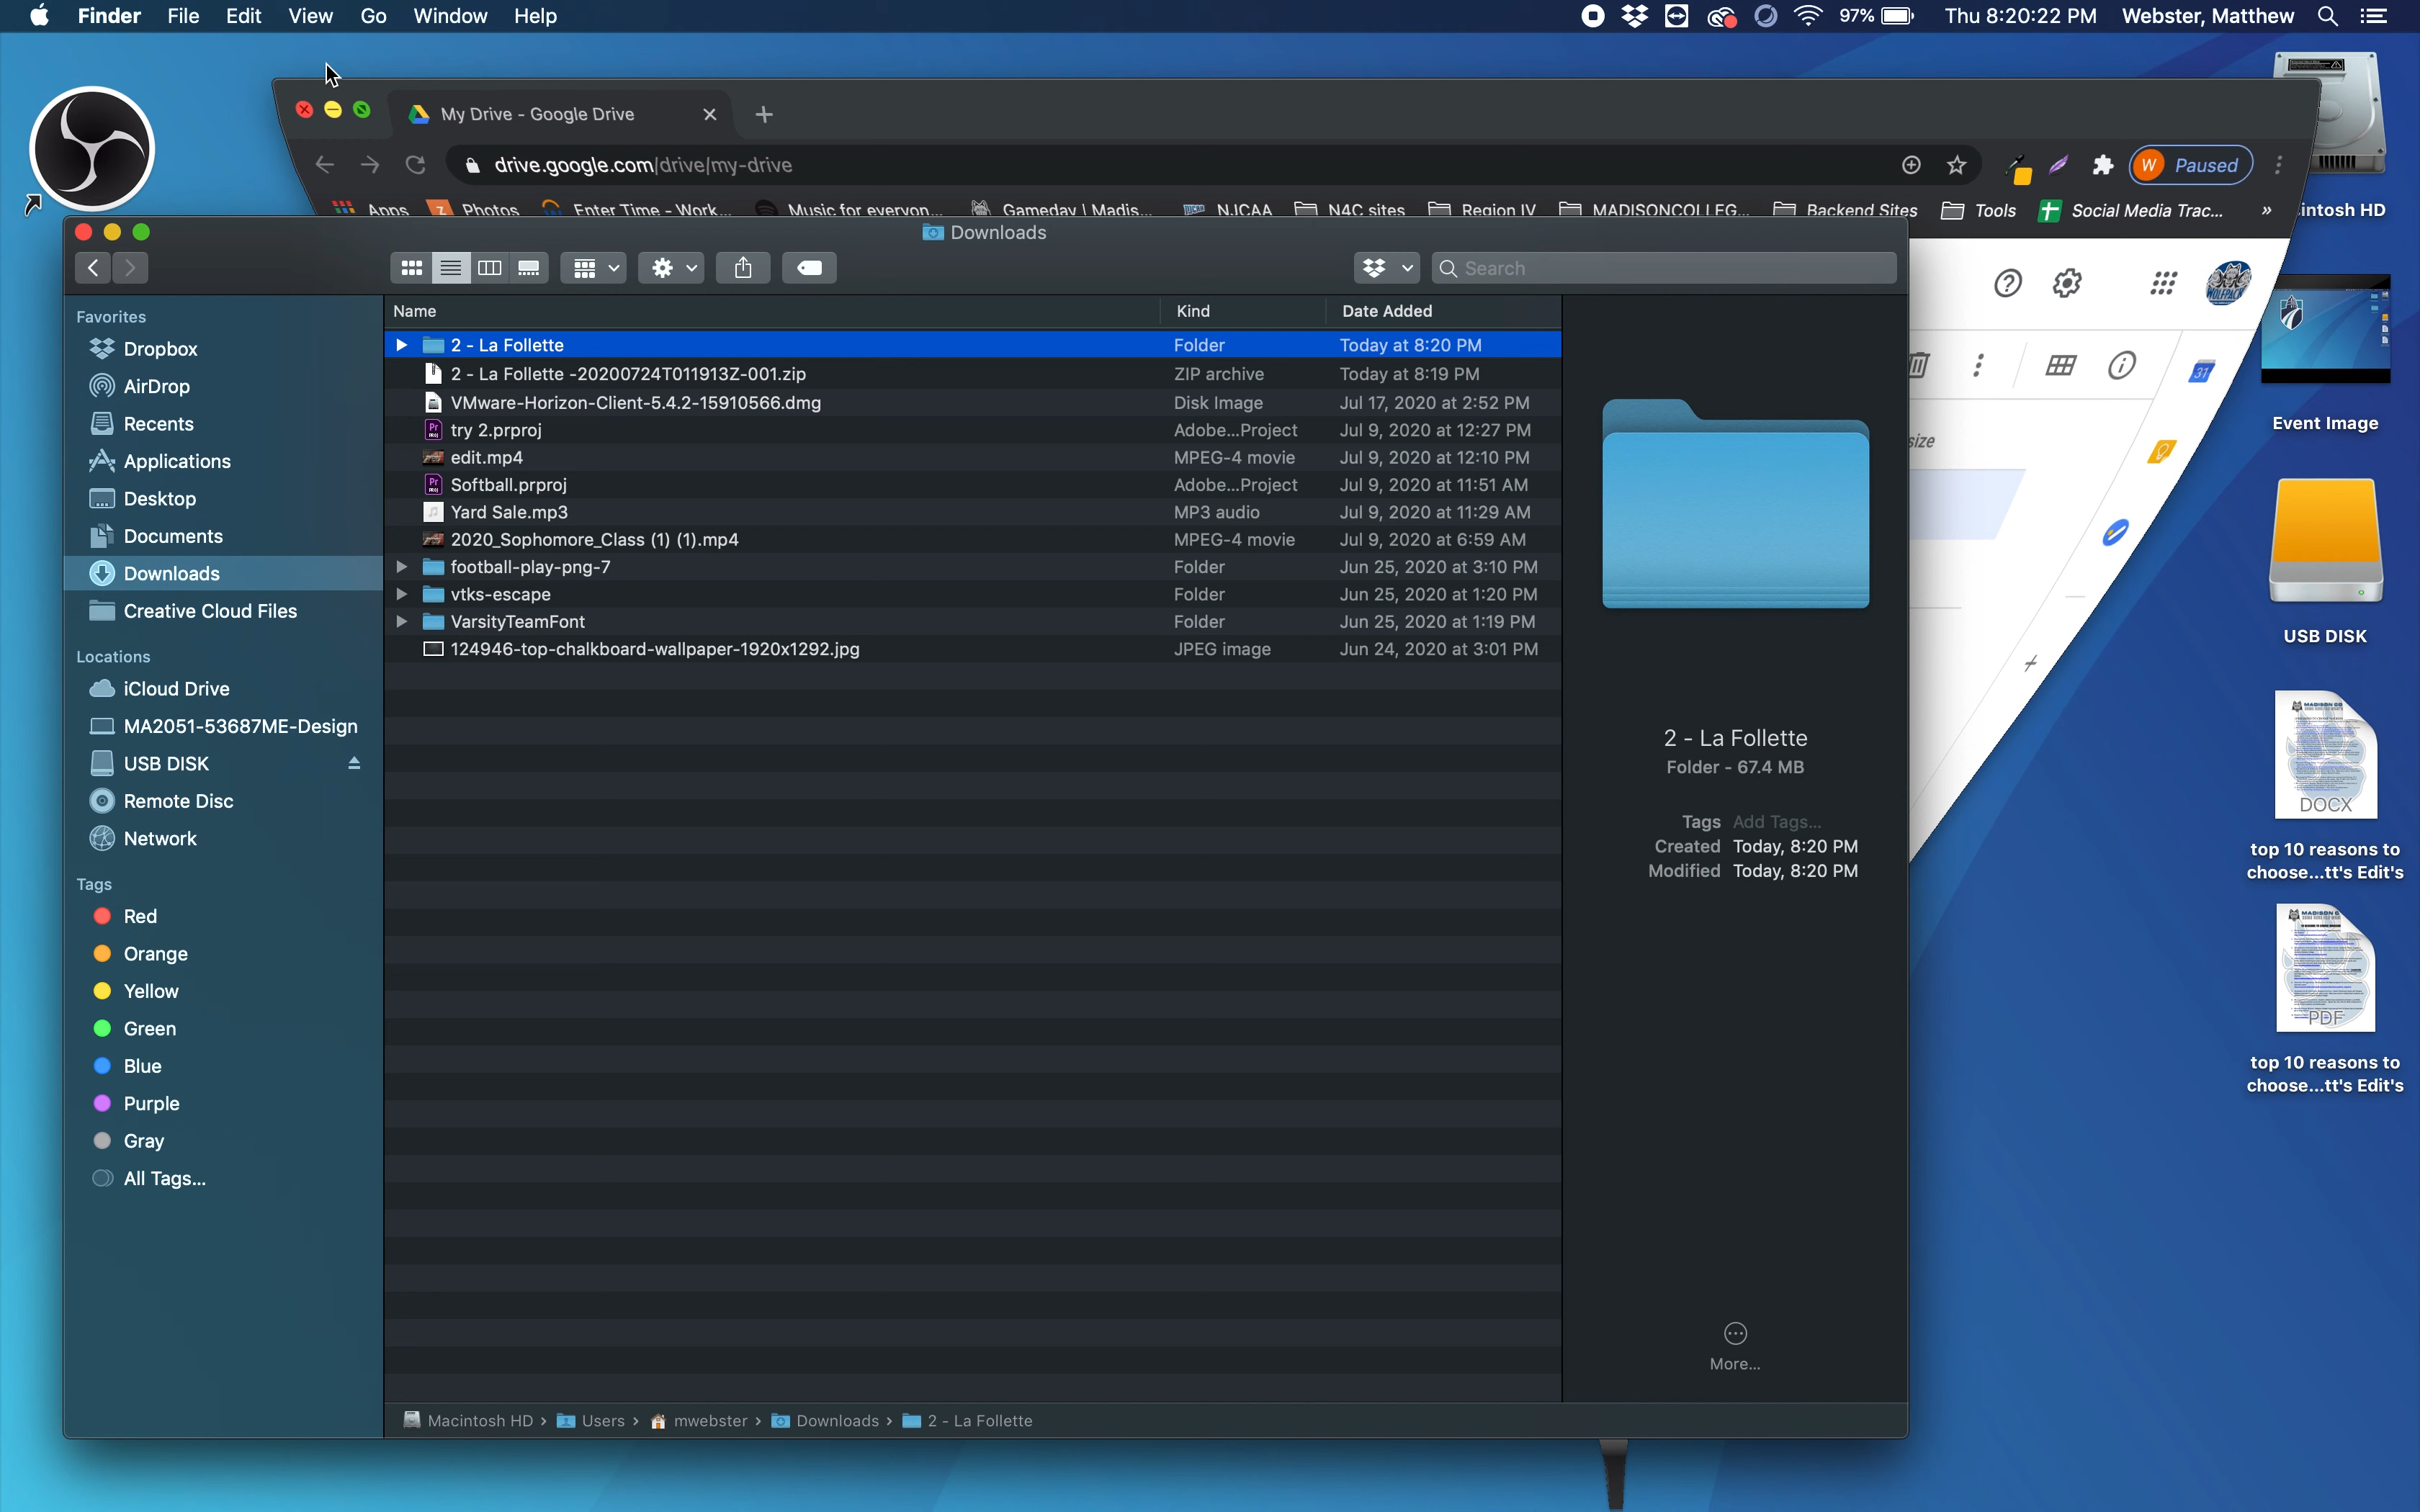 Finder File Edit View Go Window Help 97% Thu 8:20:22 PM Webster, Matthew
My Drive - Google Drive
drive.google.com/drive/my-drive W Paused
Apps Photos Enter Time - Work... Music for everyon... Gameday | Madis... NJCAA N4C sites Region IV MADISONCOLLEG... Backend Sites Tools Social Media Trac... » intosh HD
Downloads
Search
Favorites
Dropbox
AirDrop
Recents
Applications
Desktop
Documents
Downloads
Creative Cloud Files
Locations
iCloud Drive
MA2051-53687ME-Design
USB DISK
Remote Disc
Network
Tags
Red
Orange
Yellow
Green
Blue
Purple
Gray
All Tags...
Name Kind Date Added
2 - La Follette Folder Today at 8:20 PM
2 - La Follette -20200724T011913Z-001.zip ZIP archive Today at 8:19 PM
VMware-Horizon-Client-5.4.2-15910566.dmg Disk Image Jul 17, 2020 at 2:52 PM
try 2.prproj Adobe...Project Jul 9, 2020 at 12:27 PM
edit.mp4 MPEG-4 movie Jul 9, 2020 at 12:10 PM
Softball.prproj Adobe...Project Jul 9, 2020 at 11:51 AM
Yard Sale.mp3 MP3 audio Jul 9, 2020 at 11:29 AM
2020_Sophomore_Class (1) (1).mp4 MPEG-4 movie Jul 9, 2020 at 6:59 AM
football-play-png-7 Folder Jun 25, 2020 at 3:10 PM
vtks-escape Folder Jun 25, 2020 at 1:20 PM
VarsityTeamFont Folder Jun 25, 2020 at 1:19 PM
124946-top-chalkboard-wallpaper-1920x1292.jpg JPEG image Jun 24, 2020 at 3:01 PM
2 - La Follette
Folder - 67.4 MB
Tags Add Tags...
Created Today, 8:20 PM
Modified Today, 8:20 PM
More...
Macintosh HD › Users › mwebster › Downloads › 2 - La Follette
WOLFPACK
31
size
Event Image
USB DISK
DOCX
top 10 reasons to
choose...tt's Edit's
PDF
top 10 reasons to
choose...tt's Edit's